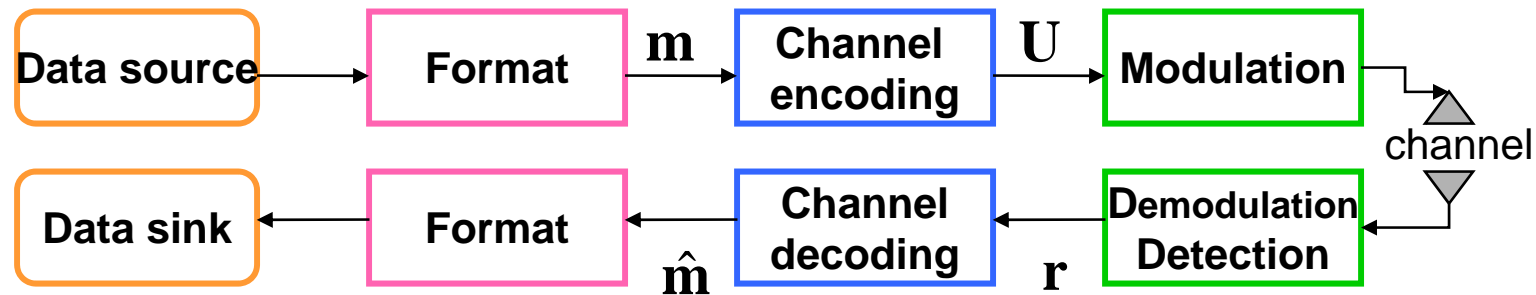 Data source
Format
m
Channel
encoding
U
Modulation
channel
Data sink
Format
m̂
Channel
decoding
r
Demodulation
Detection